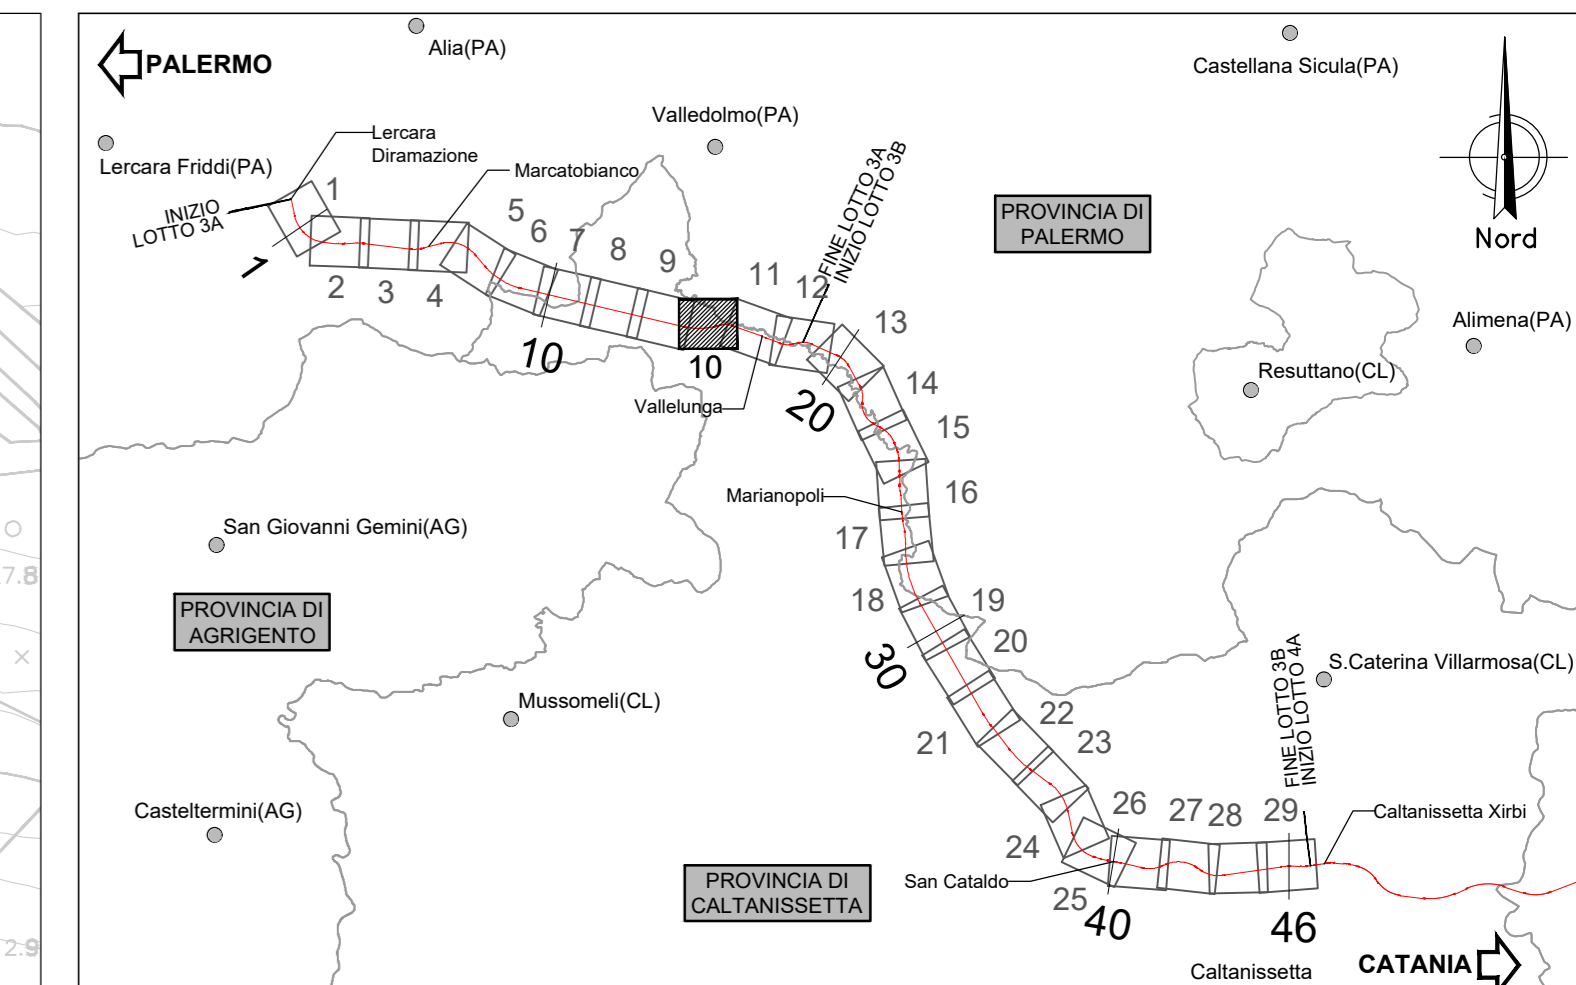 PALERMO
Alia(PA)
Castellana Sicula(PA)
Valledolmo(PA)
Lercara
Diramazione
Lercara Friddi(PA)
Marcatobianco
INIZIO
LOTTO 3A
FINE LOTTO 3A
INIZIO LOTTO 3B
PROVINCIA DI
PALERMO
Nord
1
1
2
3
4
5
6
7
8
9
10
10
11
12
13
14
15
16
17
18
19
20
20
21
22
23
24
25
26
27
28
29
30
40
46
Vallelunga
Alimena(PA)
Resuttano(CL)
Marianopoli
San Giovanni Gemini(AG)
7.8
PROVINCIA DI
AGRIGENTO
Mussomeli(CL)
S.Caterina Villarmosa(CL)
FINE LOTTO 3B
INIZIO LOTTO 4A
Casteltermini(AG)
Caltanissetta Xirbi
PROVINCIA DI
CALTANISSETTA
San Cataldo
2.9
Caltanissetta
CATANIA